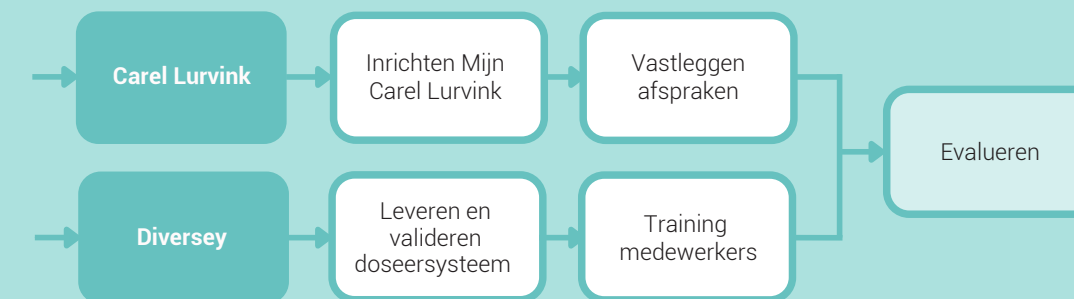 Carel Lurvink
Inrichten Mijn
Carel Lurvink
Vastleggen
afspraken
Evalueren
Diversey
Leveren en
valideren
doseersysteem
Training
medewerkers